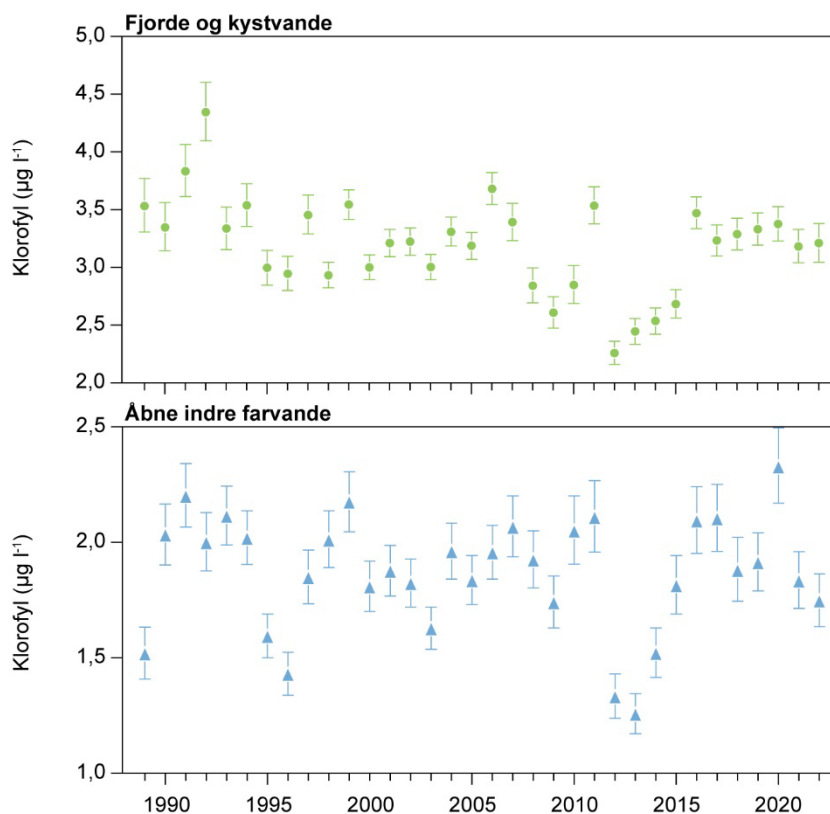 Fjorde og kystvande
5,0
4,5
4,0
3,5
3,0
2,5
2,0
Klorofyl (µg l⁻¹)
Åbne indre farvande
2,5
2,0
1,5
1,0
Klorofyl (µg l⁻¹)
1990 1995 2000 2005 2010 2015 2020